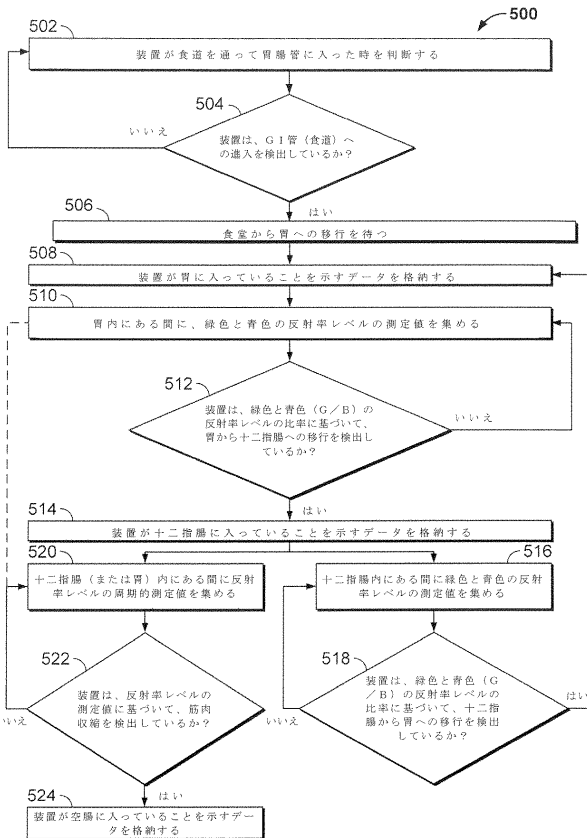 500
502
装置が食道を通って胃腸管に入った時を判断する
504
いいえ
装置は、GI管（食道）へ
の進入を検出しているか？
はい
506
食堂から胃への移行を待つ
508
装置が胃に入っていることを示すデータを格納する
510
胃内にある間に、緑色と青色の反射率レベルの測定値を集める
512
装置は、緑色と青色（G／B）の
反射率レベルの比率に基づいて、
胃から十二指腸への移行を検出し
ているか？
いいえ
はい
514
装置が十二指腸に入っていることを示すデータを格納する
520
十二指腸（または胃）内にある間に反射
率レベルの周期的測定値を集める
516
十二指腸内にある間に緑色と青色の反射
率レベルの測定値を集める
522
装置は、反射率レベルの
測定値に基づいて、筋肉
収縮を検出しているか？
いいえ
はい
518
装置は、緑色と青色（G
／B）の反射率レベルの
比率に基づいて、十二指
腸から胃への移行を検出
しているか？
いいえ
はい
524
装置が空腸に入っていることを示すデー
タを格納する